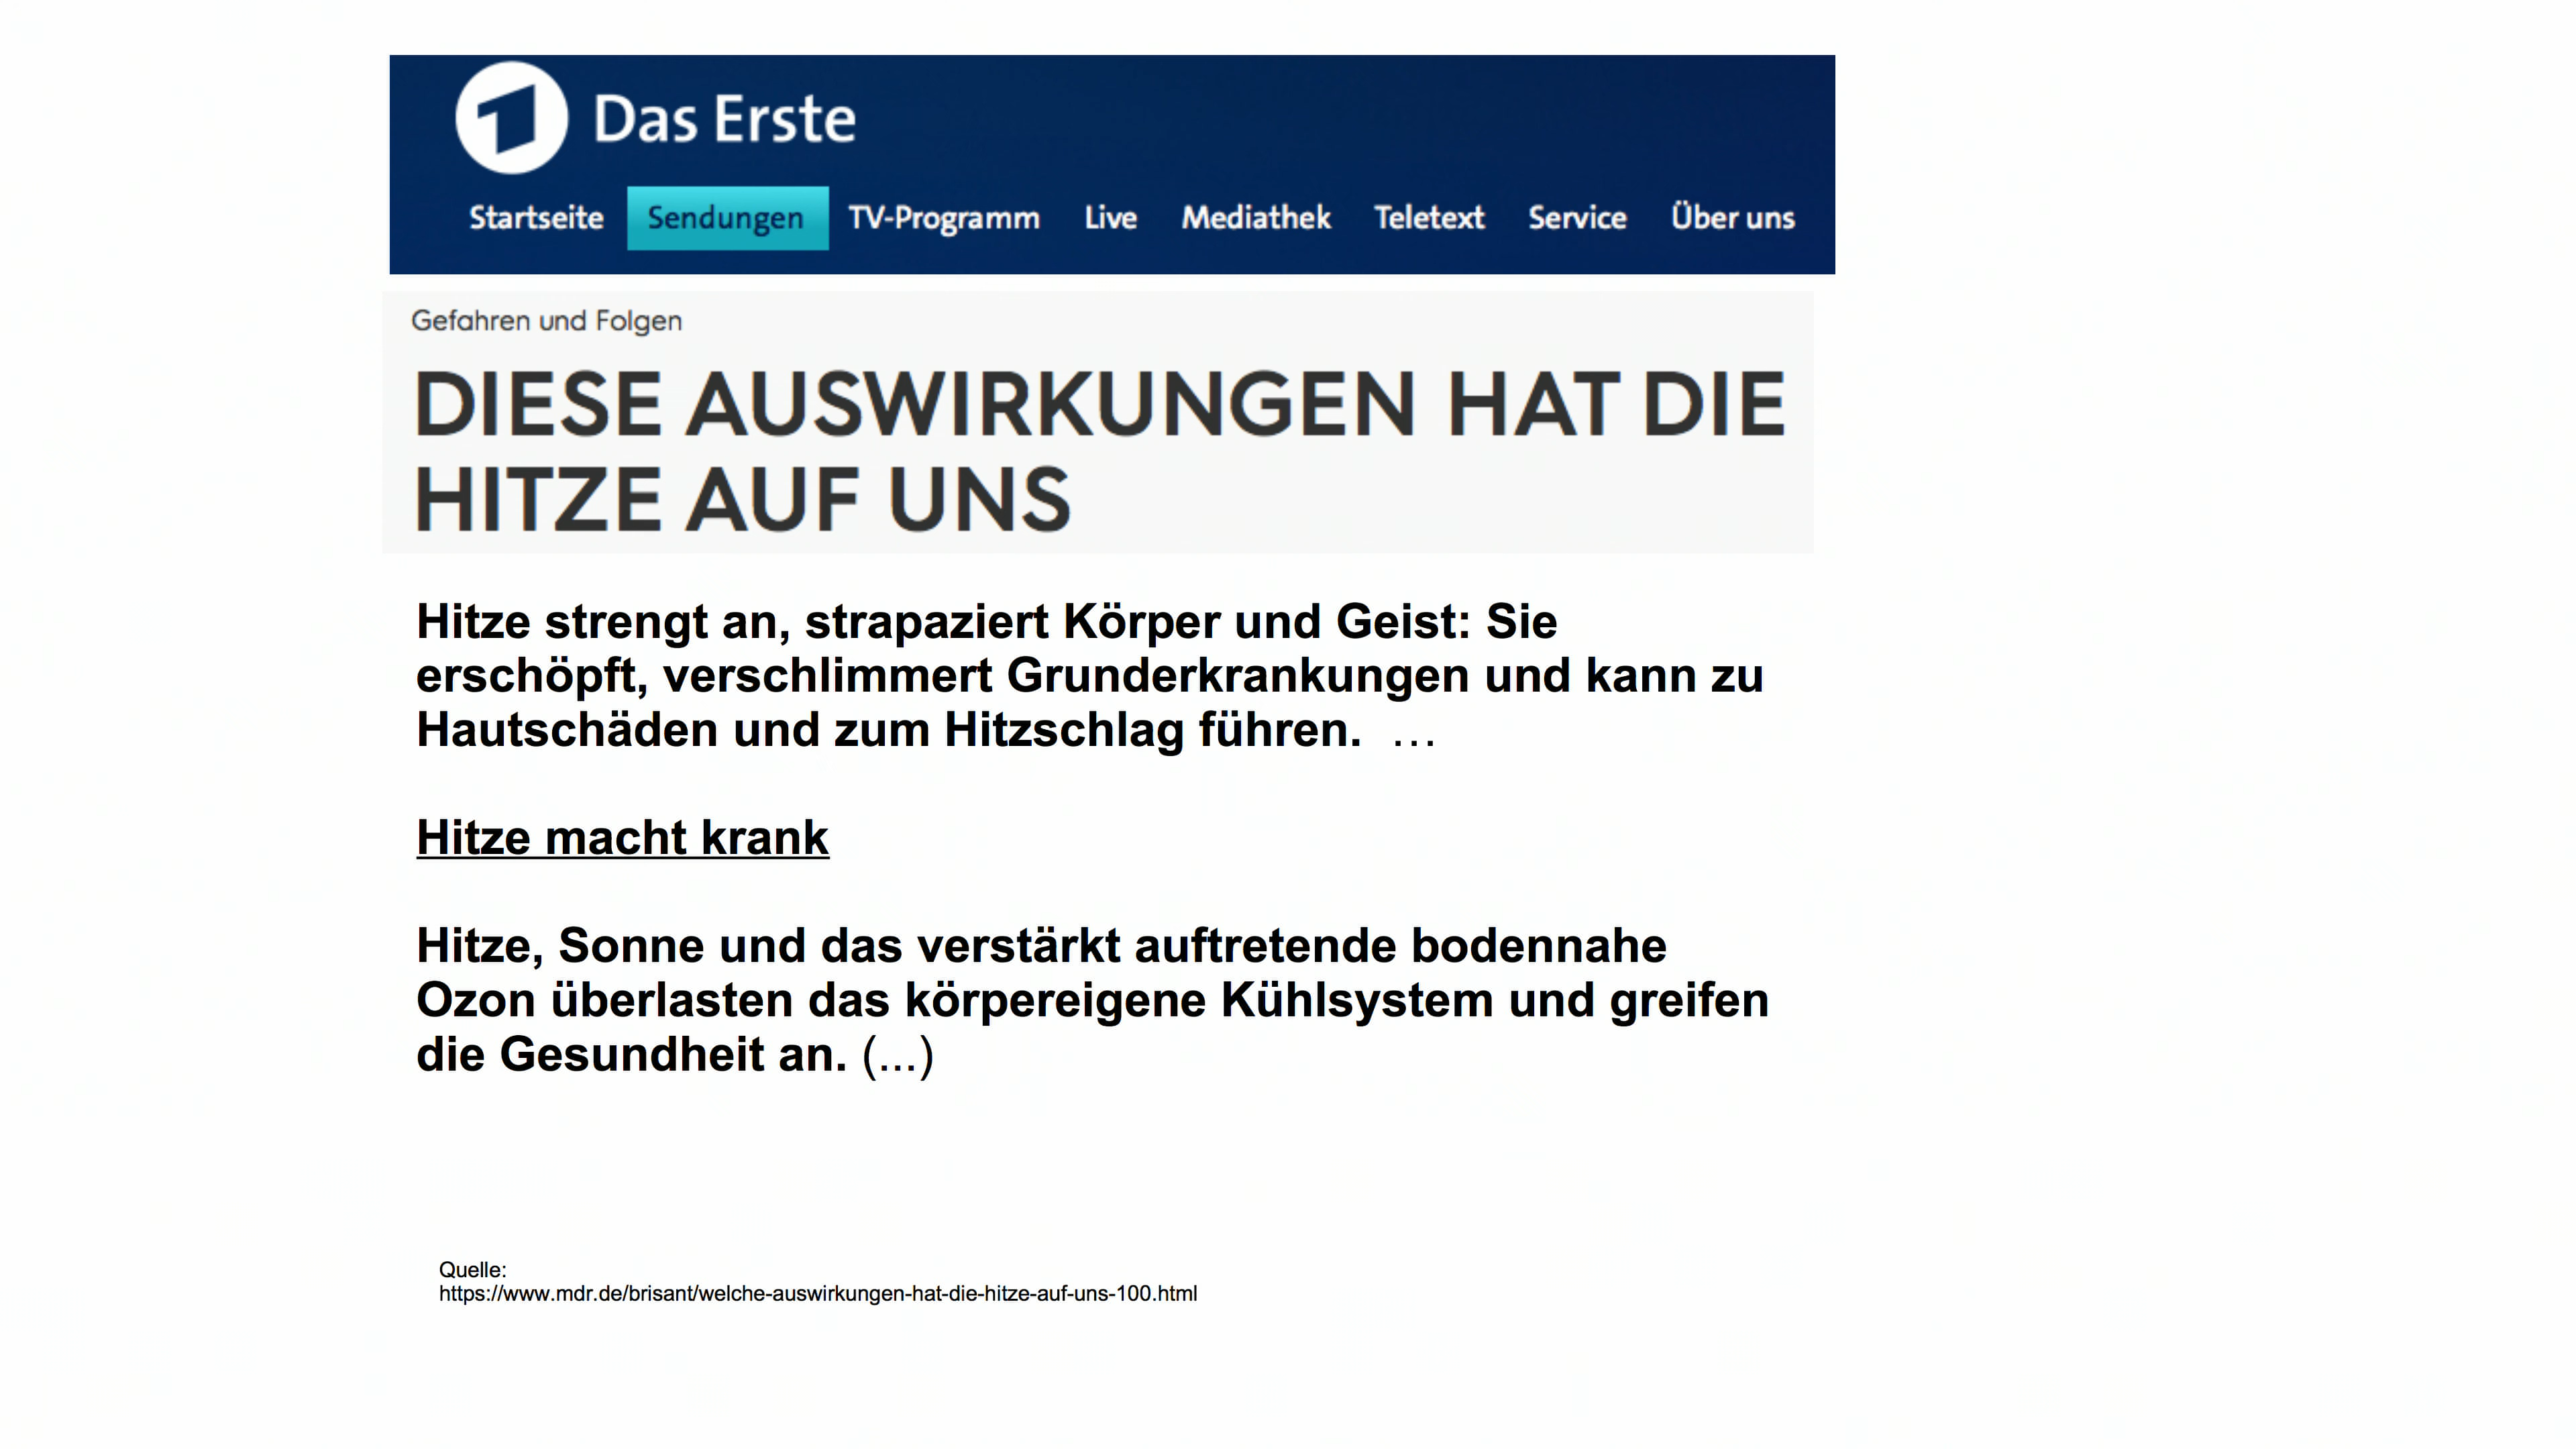 Das Erste
Startseite Sendungen TV-Programm Live Mediathek Teletext Service Über uns
Gefahren und Folgen
DIESE AUSWIRKUNGEN HAT DIE
HITZE AUF UNS
Hitze strengt an, strapaziert Körper und Geist: Sie
erschöpft, verschlimmert Grunderkrankungen und kann zu
Hautschäden und zum Hitzschlag führen. …
Hitze macht krank
Hitze, Sonne und das verstärkt auftretende bodennahe
Ozon überlasten das körpereigene Kühlsystem und greifen
die Gesundheit an. (...)
Quelle:
https://www.mdr.de/brisant/welche-auswirkungen-hat-die-hitze-auf-uns-100.html